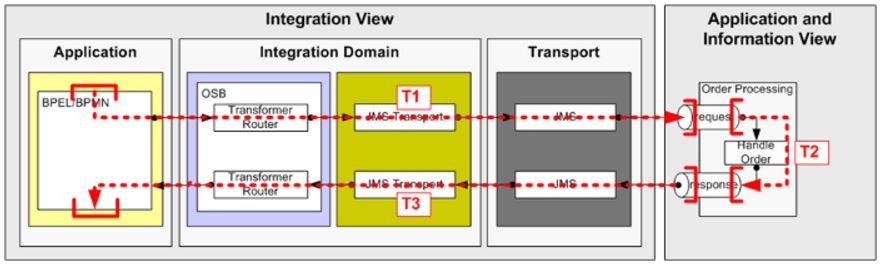 Integration View
Application and
Information View
Application
Integration Domain
Transport
BPEL/BPMN
OSB
T1
Order Processing
Transformer
Router
JMS Transport
JMS
request
Handle
Order
T2
Transformer
Router
JMS Transport
JMS
response
T3